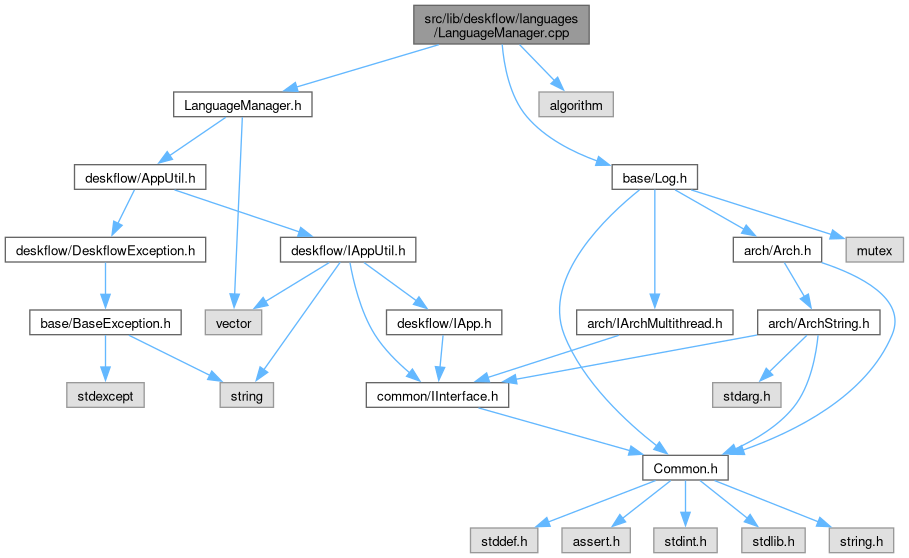 src/lib/deskflow/languages
/LanguageManager.cpp
LanguageManager.h
algorithm
deskflow/AppUtil.h
base/Log.h
deskflow/DeskflowException.h
deskflow/IAppUtil.h
arch/Arch.h
mutex
base/BaseException.h
vector
deskflow/IApp.h
arch/IArchMultithread.h
arch/ArchString.h
stdexcept
string
common/IInterface.h
stdarg.h
Common.h
stddef.h
assert.h
stdint.h
stdlib.h
string.h